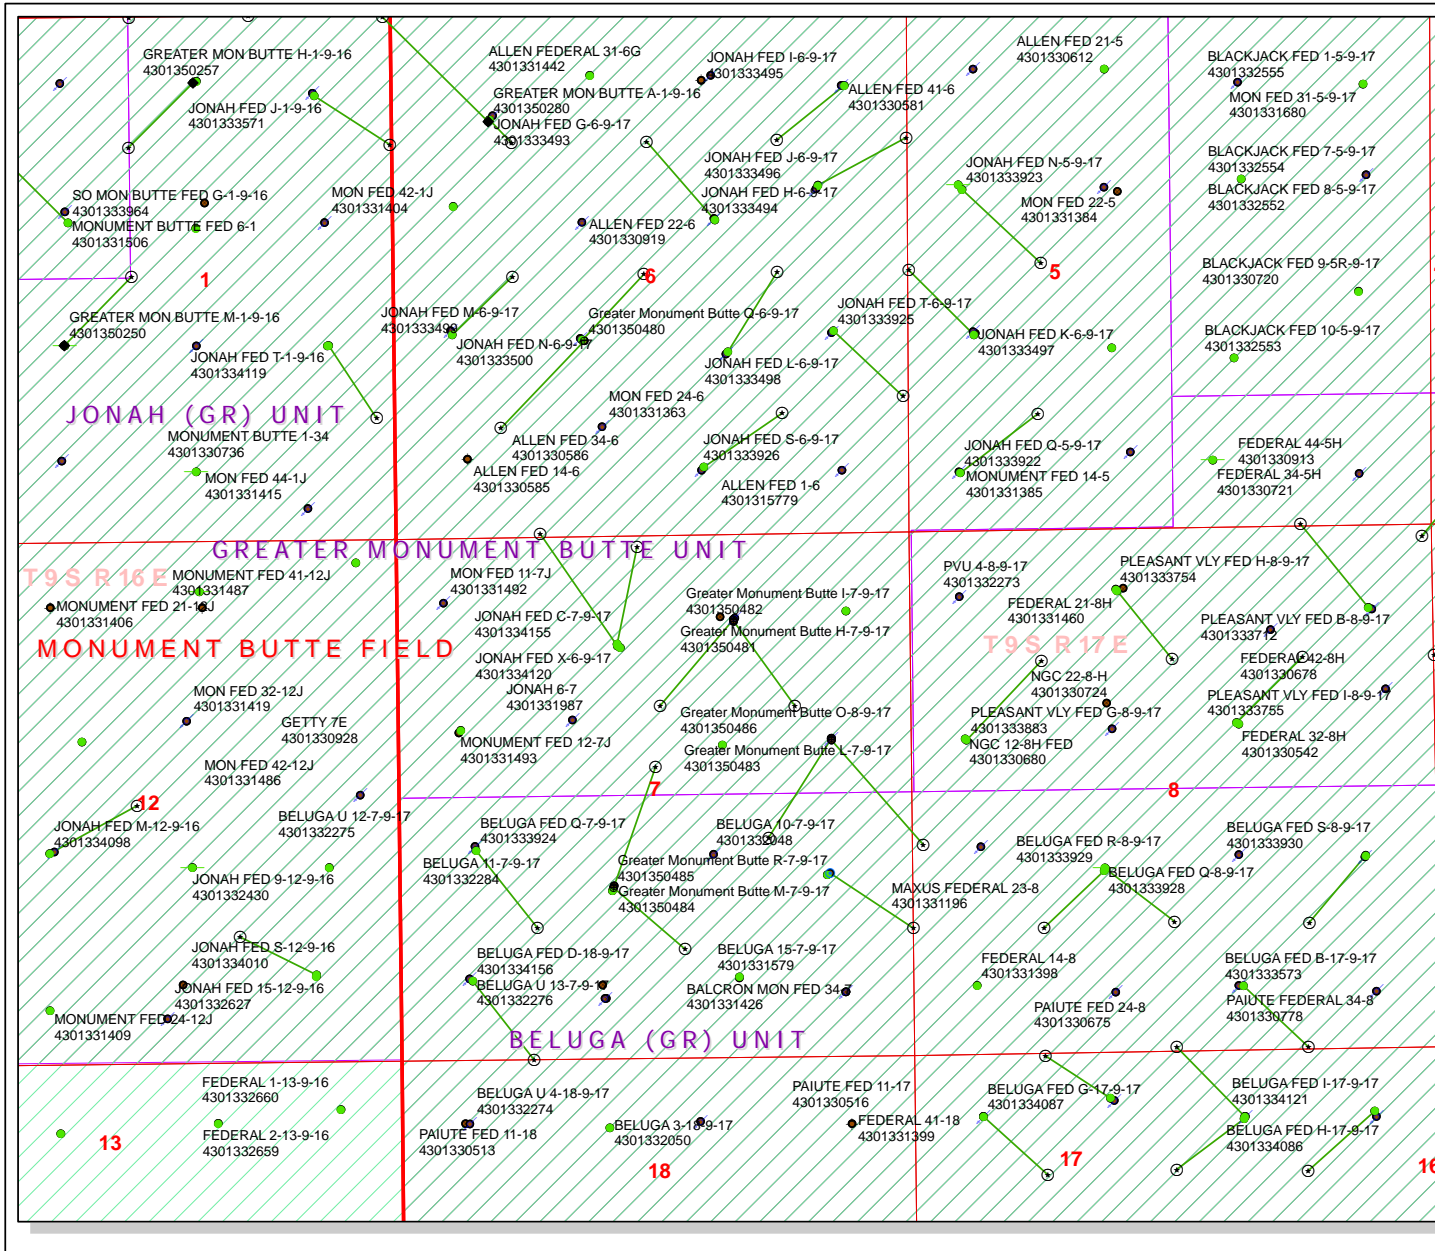 GREATER MON BUTTE H-1-9-16
4301350257
JONAH FED J-1-9-16
4301333571
ALLEN FEDERAL 31-6G
4301331442
GREATER MON BUTTE A-1-9-16
4301350280
JONAH FED G-6-9-17
4301333493
JONAH FED I-6-9-17
4301333495
ALLEN FED 41-6
4301330581
ALLEN FED 21-5
4301330612
BLACKJACK FED 1-5-9-17
4301332555
MON FED 31-5-9-17
4301331680
JONAH FED J-6-9-17
4301333496
JONAH FED H-6-9-17
4301333494
JONAH FED N-5-9-17
4301333923
MON FED 22-5
4301331384
BLACKJACK FED 7-5-9-17
4301332554
BLACKJACK FED 8-5-9-17
4301332552
SO MON BUTTE FED G-1-9-16
4301333964
MONUMENT BUTTE FED 6-1
4301331506
MON FED 42-1J
4301331404
ALLEN FED 22-6
4301330919
1
6
5
BLACKJACK FED 9-5R-9-17
4301330720
GREATER MON BUTTE M-1-9-16
4301350250
JONAH FED T-1-9-16
4301334119
JONAH FED M-6-9-17
4301333499
JONAH FED N-6-9-17
4301333500
Greater Monument Butte Q-6-9-17
4301350480
JONAH FED T-6-9-17
4301333925
JONAH FED L-6-9-17
4301333498
JONAH FED K-6-9-17
4301333497
BLACKJACK FED 10-5-9-17
4301332553
JONAH (GR) UNIT
MON FED 24-6
4301331363
MONUMENT BUTTE 1-34
4301330736
MON FED 44-1J
4301331415
ALLEN FED 34-6
4301330586
ALLEN FED 14-6
4301330585
JONAH FED S-6-9-17
4301333926
ALLEN FED 1-6
4301315779
JONAH FED Q-5-9-17
4301333922
MONUMENT FED 14-5
4301331385
FEDERAL 44-5H
4301330913
FEDERAL 34-5H
4301330721
GREATER MONUMENT BUTTE UNIT
T9S R16E
MONUMENT FED 41-12J
4301331487
MONUMENT FED 21-12J
4301331406
MON FED 11-7J
4301331492
JONAH FED C-7-9-17
4301334155
Greater Monument Butte I-7-9-17
4301350482
Greater Monument Butte H-7-9-17
4301350481
PVU 4-8-9-17
4301332273
FEDERAL 21-8H
4301331460
PLEASANT VLY FED H-8-9-17
4301333754
PLEASANT VLY FED B-8-9-17
4301333712
MONUMENT BUTTE FIELD
T9S R17E
JONAH FED X-6-9-17
4301334120
JONAH 6-7
4301331987
NGC 22-8-H
4301330724
FEDERAL 42-8H
4301330678
MON FED 32-12J
4301331419
GETTY 7E
4301330928
Greater Monument Butte O-8-9-17
4301350486
Greater Monument Butte L-7-9-17
4301350483
PLEASANT VLY FED G-8-9-17
4301333883
NGC 12-8H FED
4301330680
PLEASANT VLY FED I-8-9-17
4301333755
FEDERAL 32-8H
4301330542
MONUMENT FED 12-7J
4301331493
MON FED 42-12J
4301331486
12
7
8
BELUGA U 12-7-9-17
4301332275
JONAH FED M-12-9-16
4301334098
BELUGA FED Q-7-9-17
4301333924
BELUGA 11-7-9-17
4301332284
BELUGA 10-7-9-17
4301332048
Greater Monument Butte R-7-9-17
4301350485
Greater Monument Butte M-7-9-17
4301350484
BELUGA FED R-8-9-17
4301333929
BELUGA FED S-8-9-17
4301333930
BELUGA FED Q-8-9-17
4301333928
MAXUS FEDERAL 23-8
4301331196
JONAH FED 9-12-9-16
4301332430
JONAH FED S-12-9-16
4301334010
JONAH FED 15-12-9-16
4301332627
MONUMENT FED 24-12J
4301331409
BELUGA FED D-18-9-17
4301334156
BELUGA U 13-7-9-17
4301332276
BELUGA 15-7-9-17
4301331579
BALCRON MON FED 34-7
4301331426
FEDERAL 14-8
4301331398
PAIUTE FED 24-8
4301330675
BELUGA FED B-17-9-17
4301333573
PAIUTE FEDERAL 34-8
4301330778
BELUGA (GR) UNIT
FEDERAL 1-13-9-16
4301332660
FEDERAL 2-13-9-16
4301332659
BELUGA U 4-18-9-17
4301332274
PAIUTE FED 11-18
4301330513
BELUGA 3-18-9-17
4301332050
PAIUTE FED 11-17
4301330516
FEDERAL 41-18
4301331399
BELUGA FED G-17-9-17
4301334087
BELUGA FED I-17-9-17
4301334121
BELUGA FED H-17-9-17
4301334086
13
18
17
16